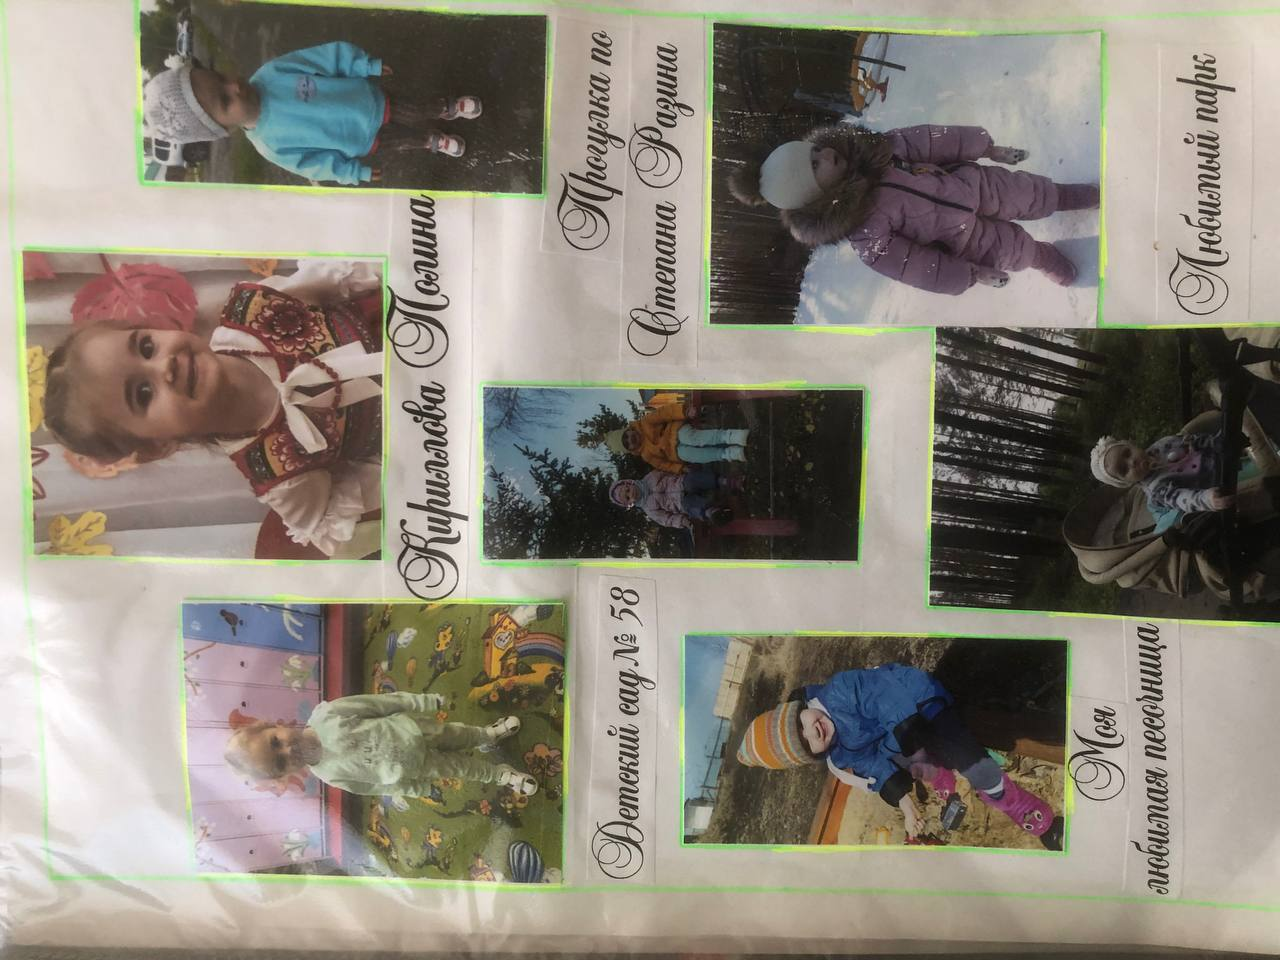 Кириллова Полина
Детский сад № 58
Прогулка по
Степана Разина
Моя
любимая песочница
Любимый парк